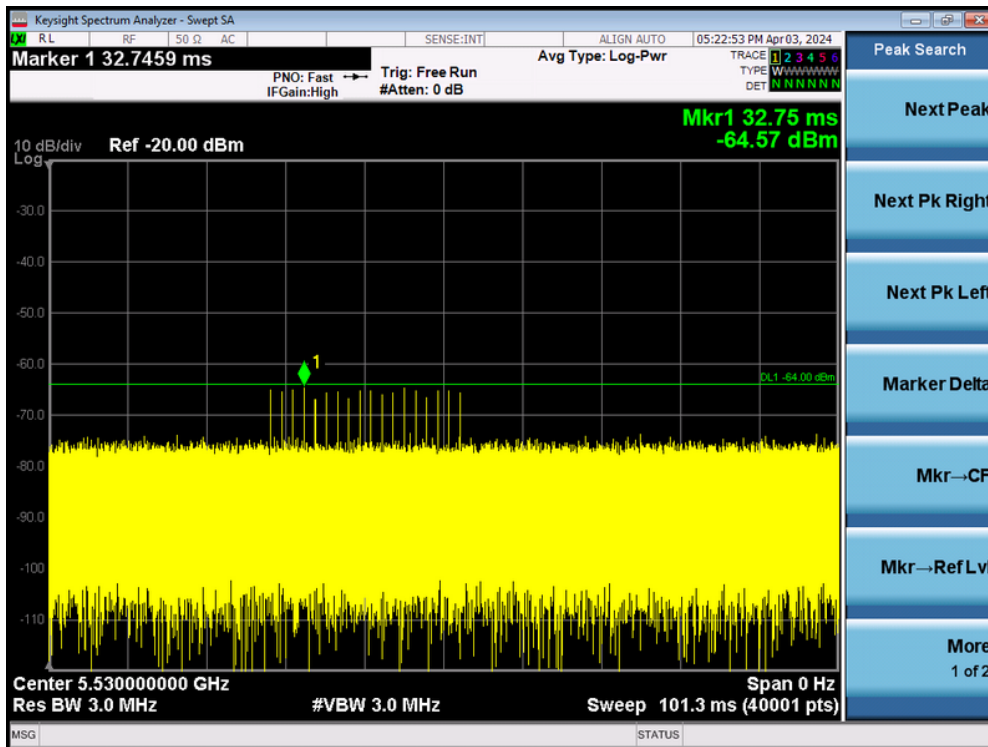 Keysight Spectrum Analyzer - Swept SA
LXI RL RF 50 Ω AC SENSE:INT ALIGN AUTO 05:22:53 PM Apr 03, 2024
Marker 1 32.7459 ms
PNO: Fast
IFGain:High
Trig: Free Run
#Atten: 0 dB
Avg Type: Log-Pwr
TRACE 1 2 3 4 5 6
TYPE WWWWWW
DET N N N N N N
Mkr1 32.75 ms
-64.57 dBm
10 dB/div
Log
Ref -20.00 dBm
-30.0
-40.0
-50.0
-60.0
-70.0
-80.0
-90.0
-100
-110
1
DL1 -64.00 dBm
Center 5.530000000 GHz
Span 0 Hz
Res BW 3.0 MHz
#VBW 3.0 MHz
Sweep 101.3 ms (40001 pts)
MSG
STATUS
Peak Search
Next Peak
Next Pk Right
Next Pk Left
Marker Delta
Mkr→CF
Mkr→Ref Lvl
More
1 of 2